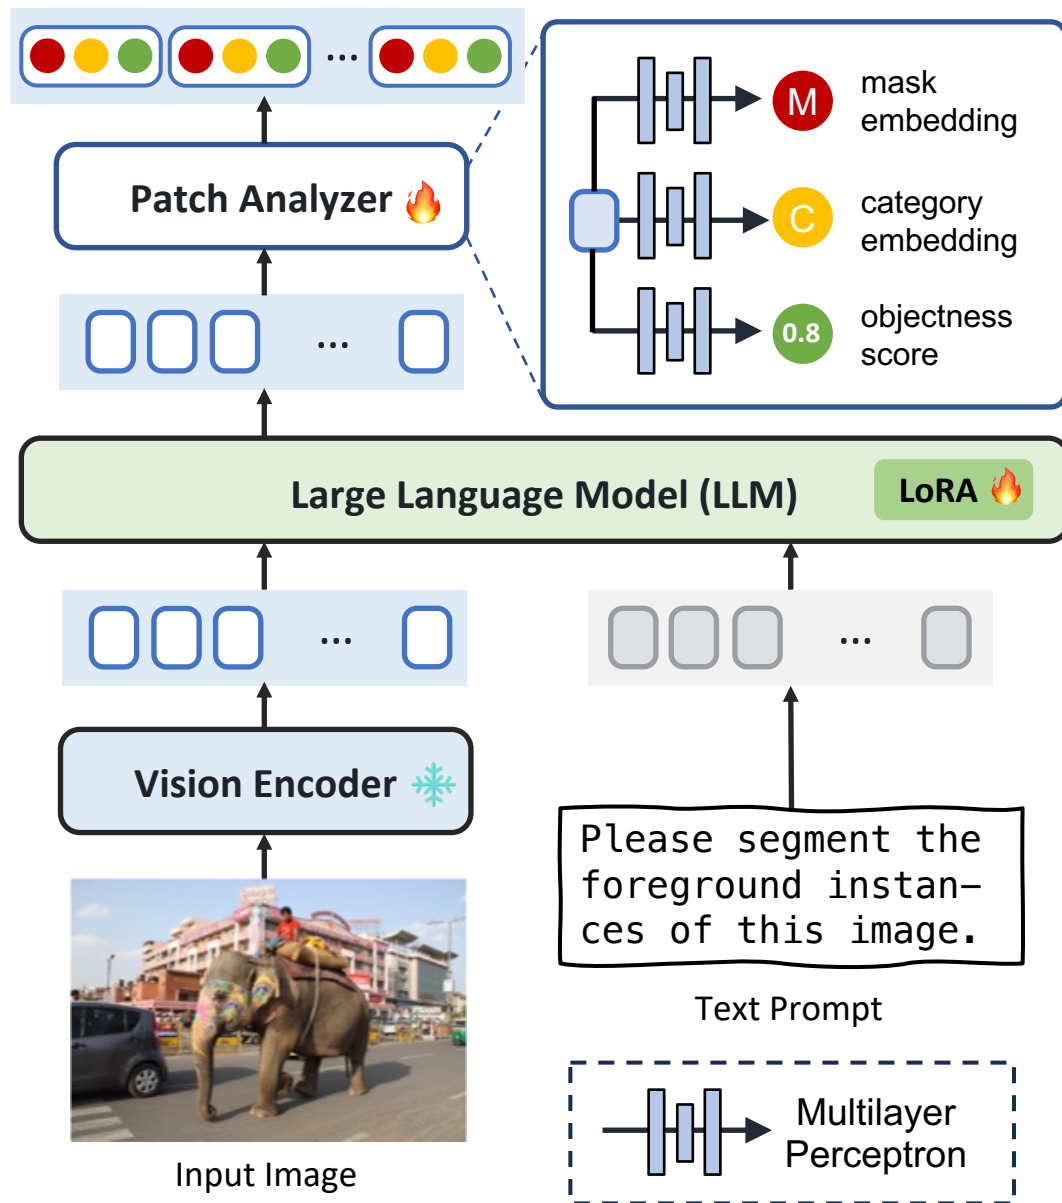 ...
Patch Analyzer
M
mask
embedding
C
category
embedding
0.8
objectness
score
...
Large Language Model (LLM)
LoRA
...
...
Vision Encoder
Please segment the
foreground instan-
ces of this image.
Input Image
Text Prompt
Multilayer
Perceptron